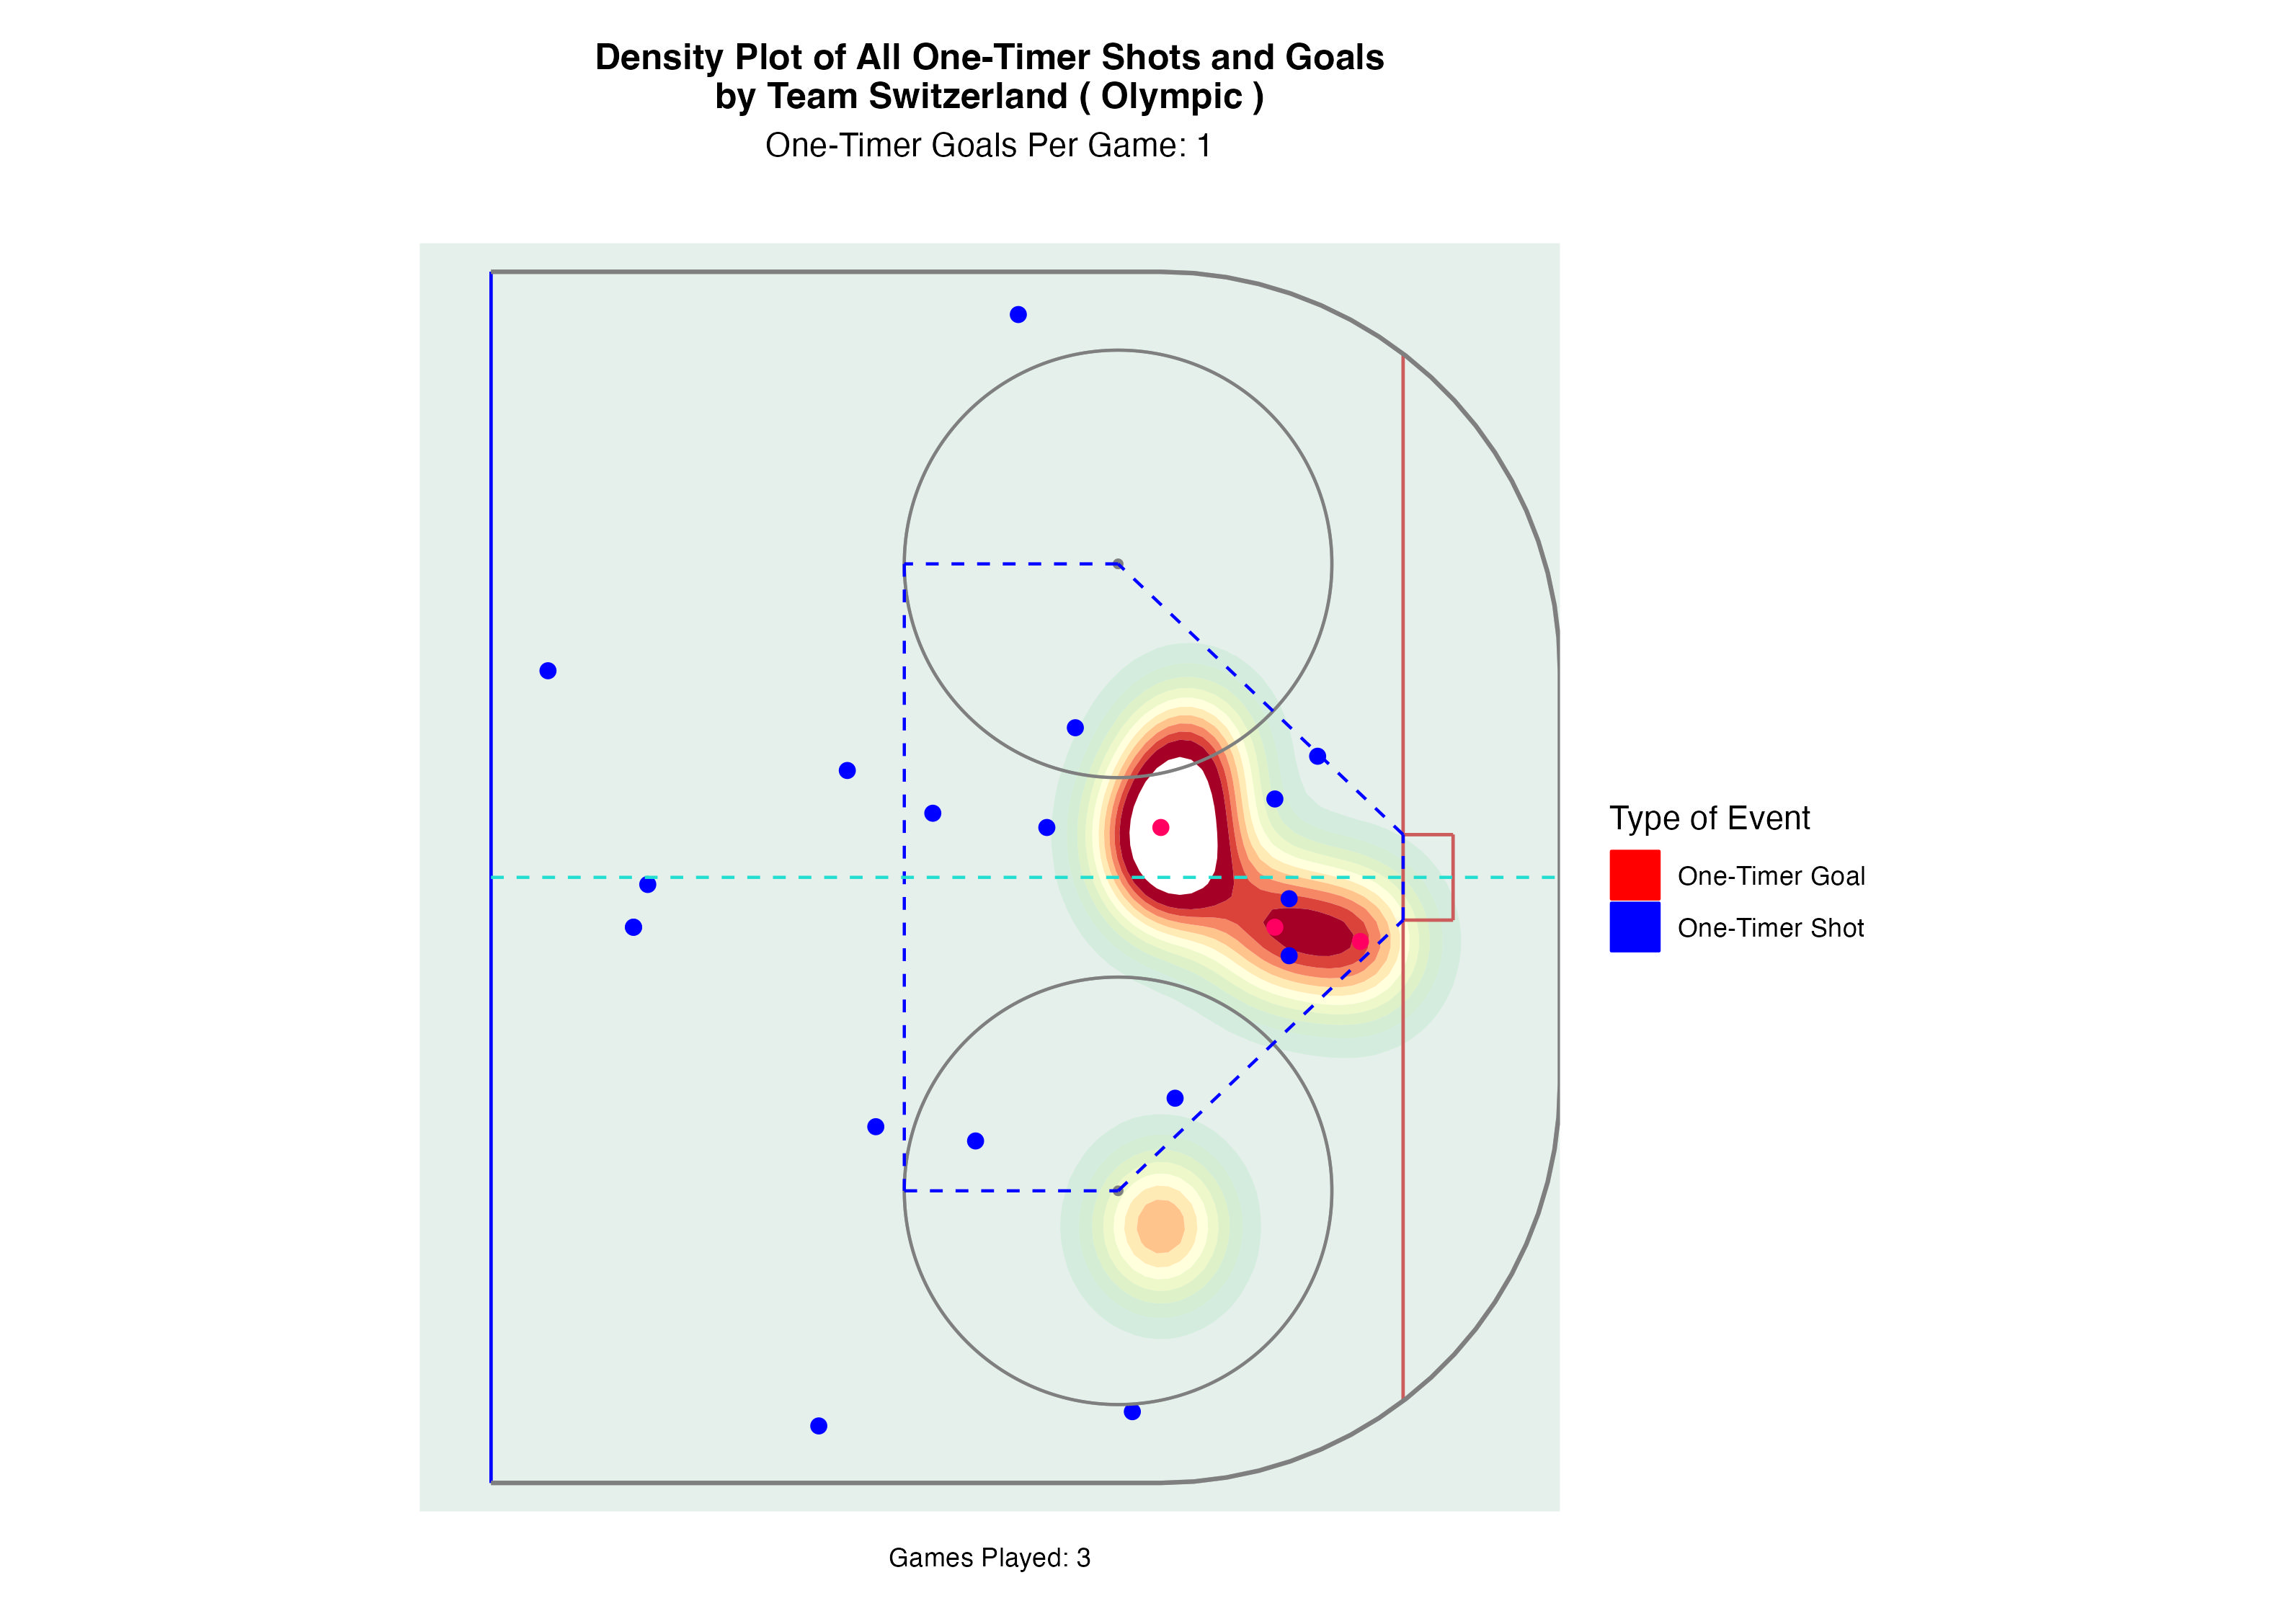 Density Plot of All One-Timer Shots and Goals
by Team Switzerland ( Olympic )
One-Timer Goals Per Game: 1
Type of Event
One-Timer Goal
One-Timer Shot
Games Played: 3